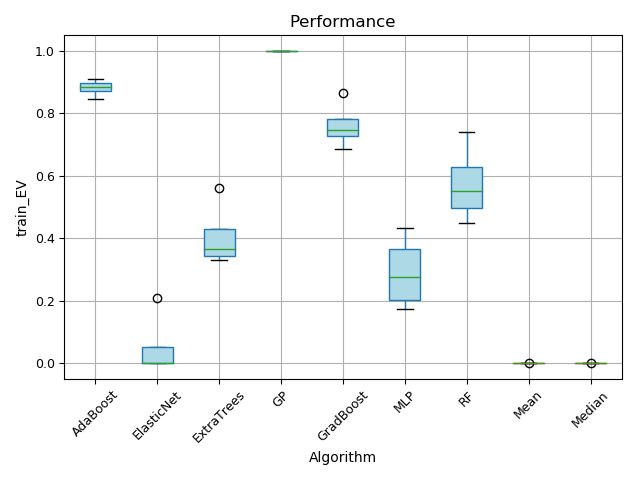 Performance
train_EV
1.0
0.8
0.6
0.4
0.2
0.0
AdaBoost
ElasticNet
ExtraTrees
GP
GradBoost
MLP
RF
Mean
Median
Algorithm